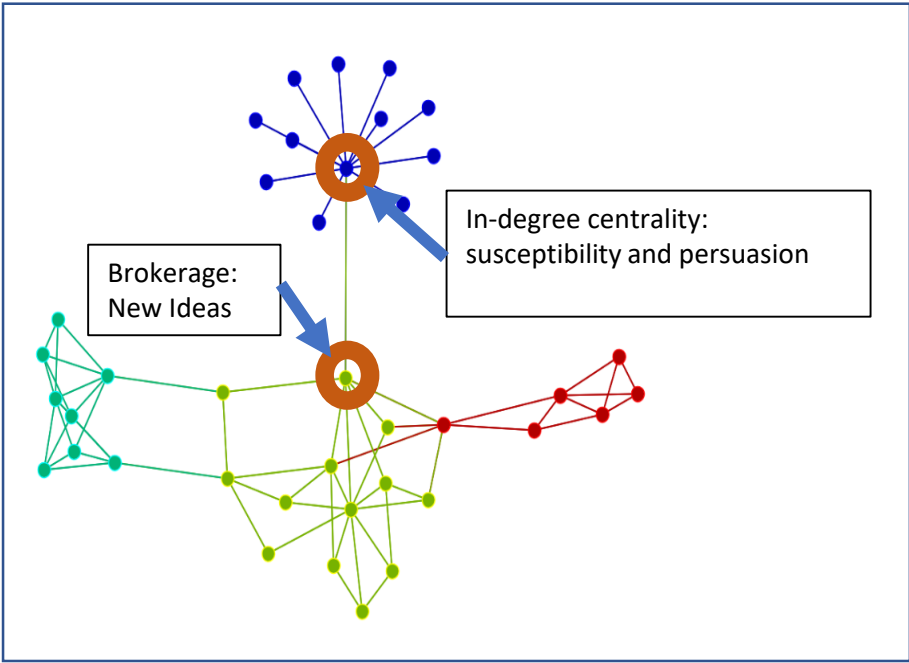 In-degree centrality:
susceptibility and persuasion
Brokerage:
New Ideas